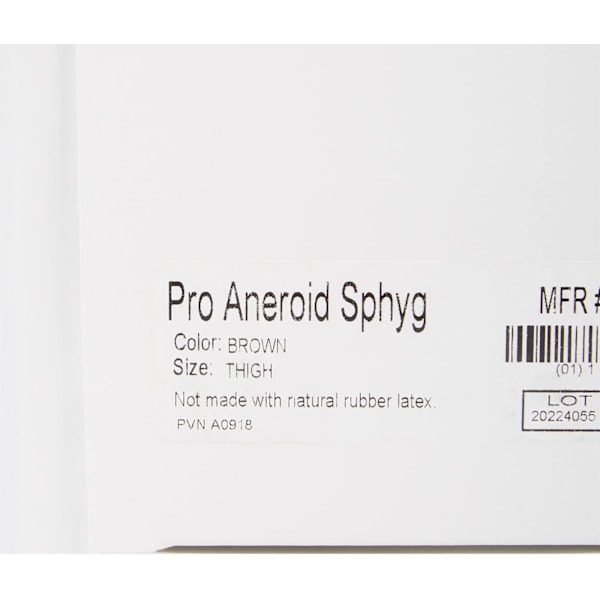 Pro Aneroid Sphyg
Color: BROWN
Size: THIGH
Not made with natural rubber latex.
PVN A0918
MFR #
(01) 1
LOT
20224055